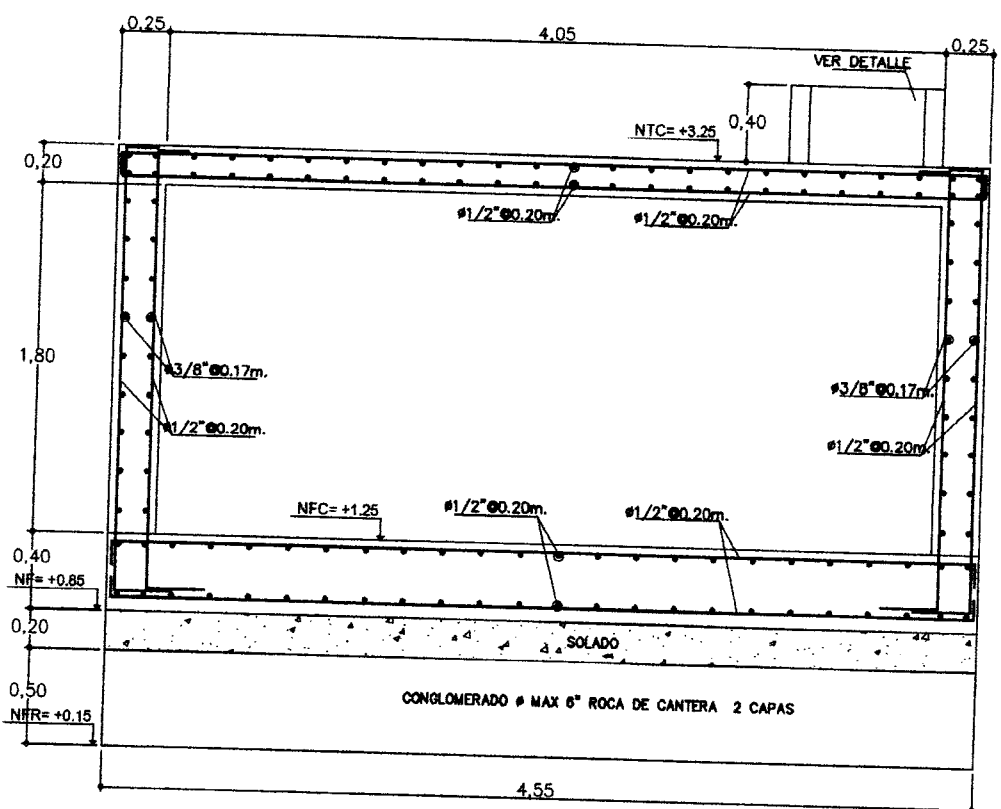 0,25
4,05
0,25
VER DETALLE
0,40
NTC= +3.25
0,20
ø1/2"@0.20m.
ø1/2"@0.20m.
1,80
ø3/8"@0.17m.
ø3/8"@0.17m.
ø1/2"@0.20m.
ø1/2"@0.20m.
NFC= +1.25
ø1/2"@0.20m.
ø1/2"@0.20m.
0,40
NF= +0.85
0,20
SOLADO
0,50
CONGLOMERADO ø MAX 6" ROCA DE CANTERA 2 CAPAS
NFR= +0.15
4,55